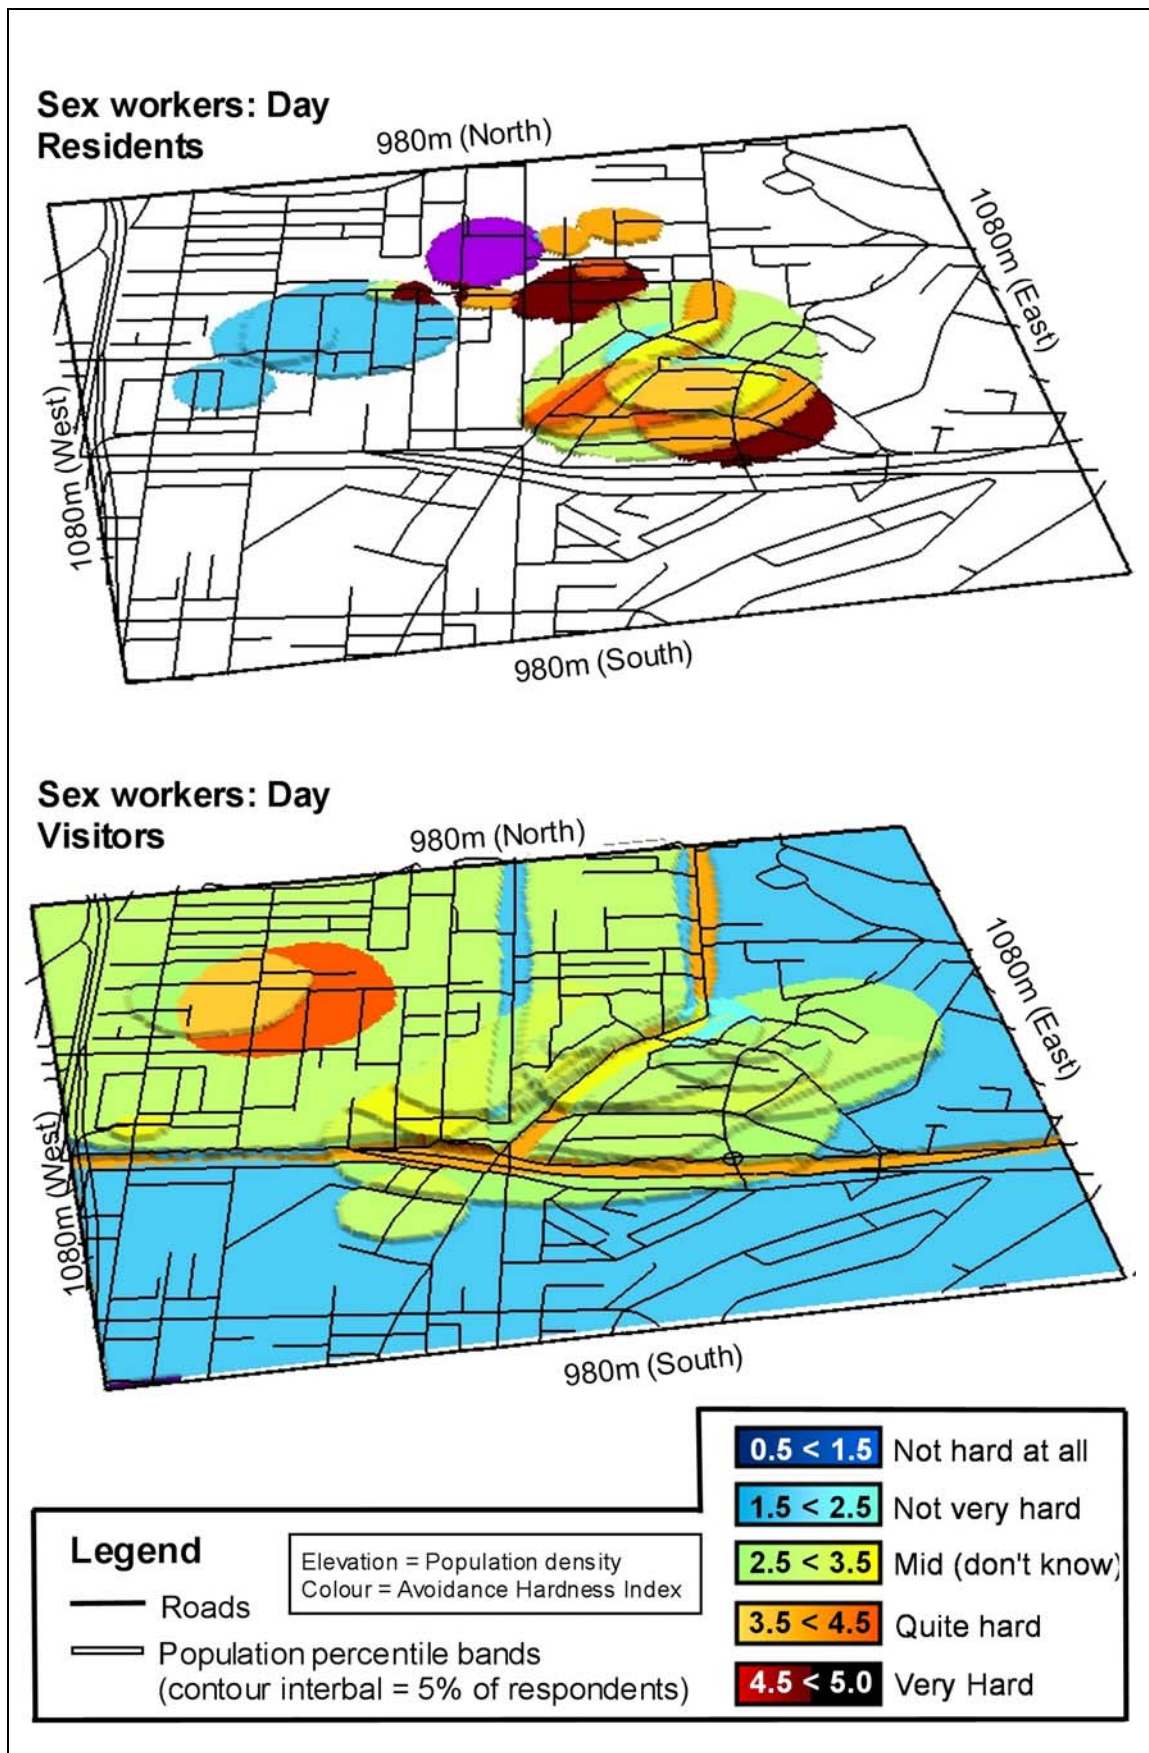 Sex workers: Day
Residents
980m (North)
1080m (East)
1080m (West)
980m (South)
Sex workers: Day
Visitors
980m (North)
1080m (East)
1080m (West)
980m (South)
Legend
Roads
Population percentile bands
(contour interbal = 5% of respondents)
Elevation = Population density
Colour = Avoidance Hardness Index
0.5 < 1.5 Not hard at all
1.5 < 2.5 Not very hard
2.5 < 3.5 Mid (don't know)
3.5 < 4.5 Quite hard
4.5 < 5.0 Very Hard